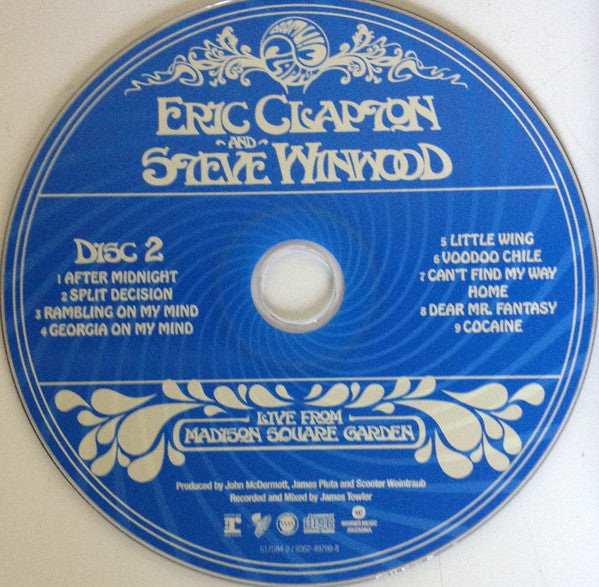 ERIC CLAPTON
AND
STEVE WINWOOD
DISC 2
1 AFTER MIDNIGHT
2 SPLIT DECISION
3 RAMBLING ON MY MIND
4 GEORGIA ON MY MIND
5 LITTLE WING
6 VOODOO CHILE
7 CAN'T FIND MY WAY
HOME
8 DEAR MR. FANTASY
9 COCAINE
LIVE FROM
MADISON SQUARE GARDEN
Produced by John McDermott, James Pluta and Scooter Weintraub
Recorded and Mixed by James Towler
WARNER MUSIC
ARGENTINA